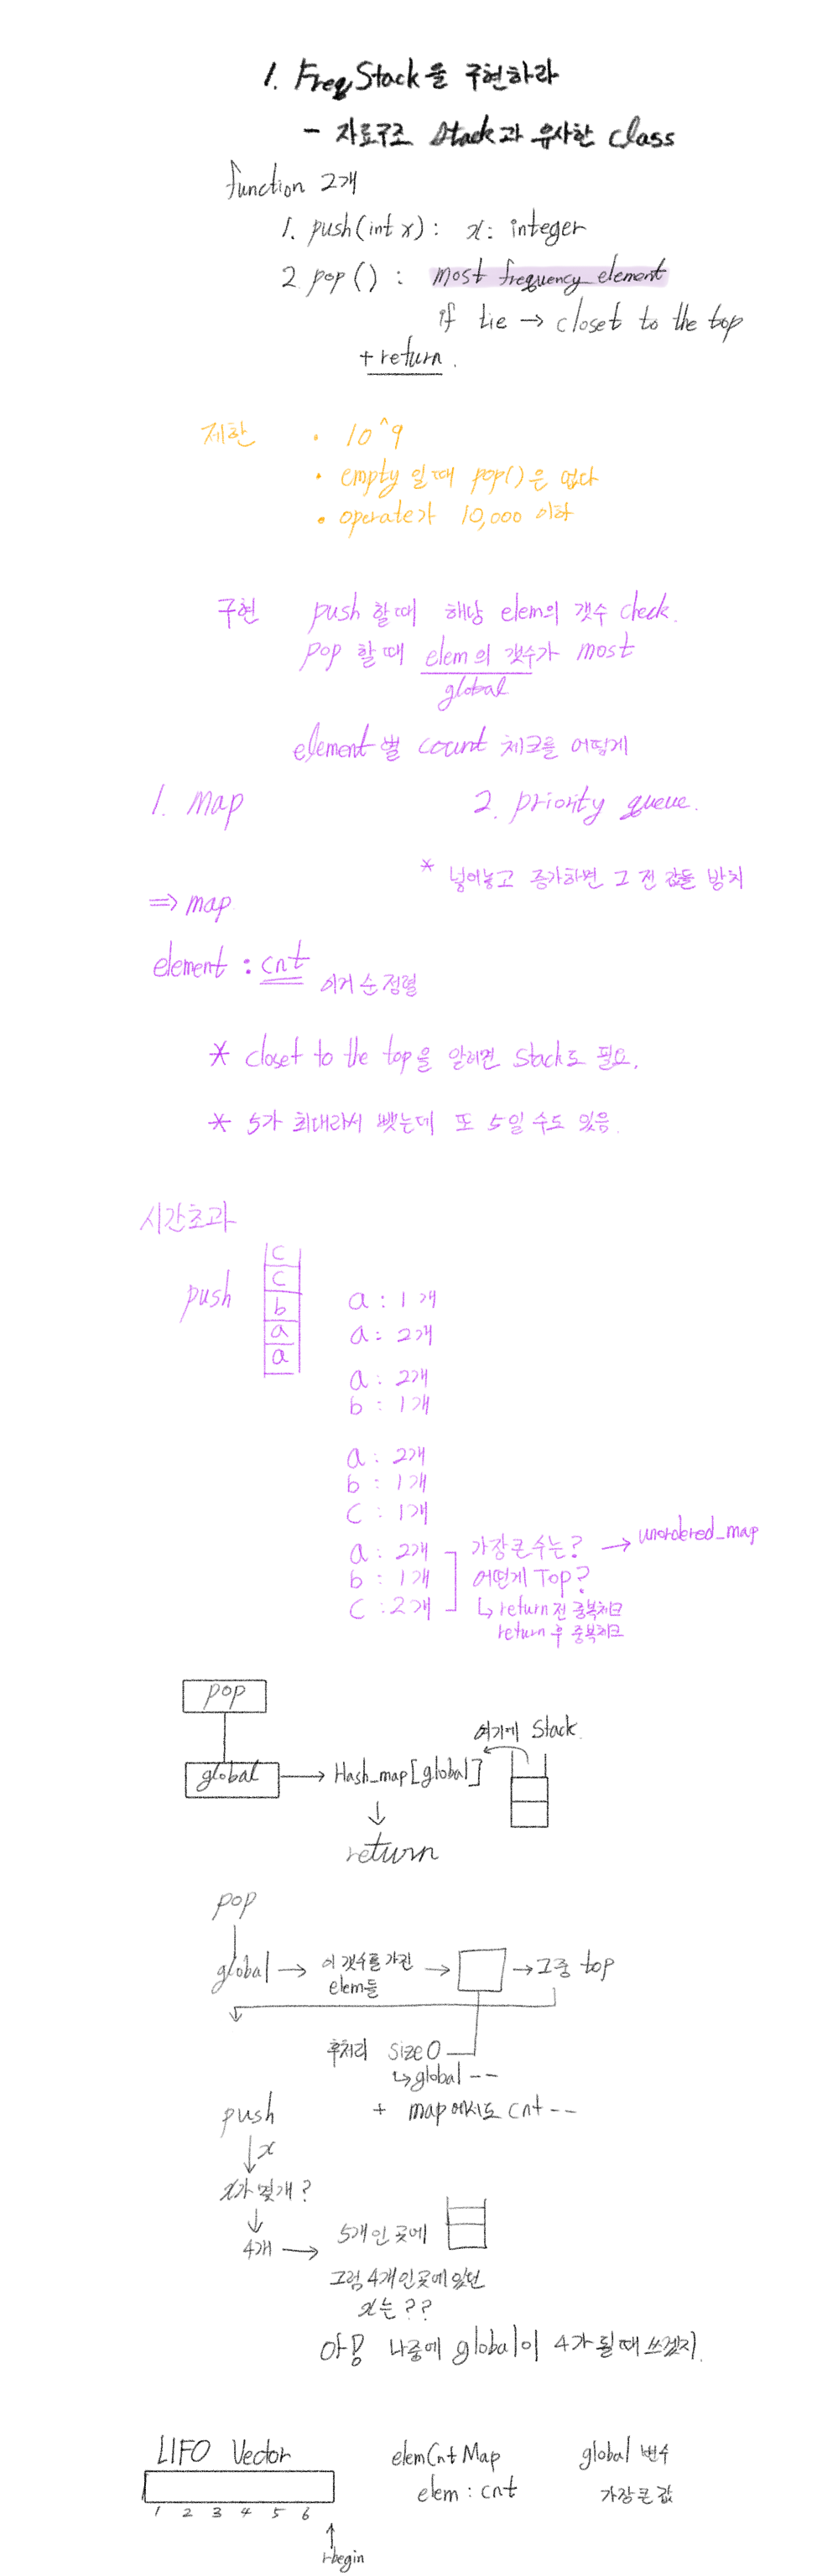 1. FreqStack을 구현하라
- 자료구조 stack과 유사한 class
function 2개
1. push(int x): x: integer
2 pop() : most frequency element
if tie → closet to the top
+ return.
제한
• 10^9
• empty 일때 pop()은 없다
• operate가 10,000 이하
구현 push 할때 해당 elem의 갯수 check.
pop 할때 elem의 갯수가 most
global
element별 count 체크를 어떻게
1. Map
2. priority queue.
* 넣어놓고 증가하면 그 전 값들 방치
⇒ map
element : cnt 이거 순 정렬
* closet to the top을 알려면 Stack도 필요.
* 5가 최대라서 뺏는데 또 5일 수도 있음.
시간초과
push
c
c
b
a
a
a : 1개
a : 2개
a : 2개
b : 1개
a : 2개
b : 1개
c : 1개
a : 2개
b : 1개
c : 2개
가장 큰 수는? → unordered_map
어떤게 Top?
↳ return 전 중복체크
return 후 중복체크
pop
global → Hash_map[global]
여기에 Stack.
↓
return
pop
global → 이 갯수를 가진 elem들 → → 그중 top
후처리 size 0
↳ global --
+ map에서도 cnt --
push
↓ x
x가 몇개?
↓
4개 → 5개인 곳에
그럼 4개인곳에 있던
x는??
아! 나중에 global이 4가 될때 쓰겠지.
LIFO Vector
1 2 3 4 5 6
↑
rbegin
elemCntMap
elem : cnt
global 변수
가장큰값